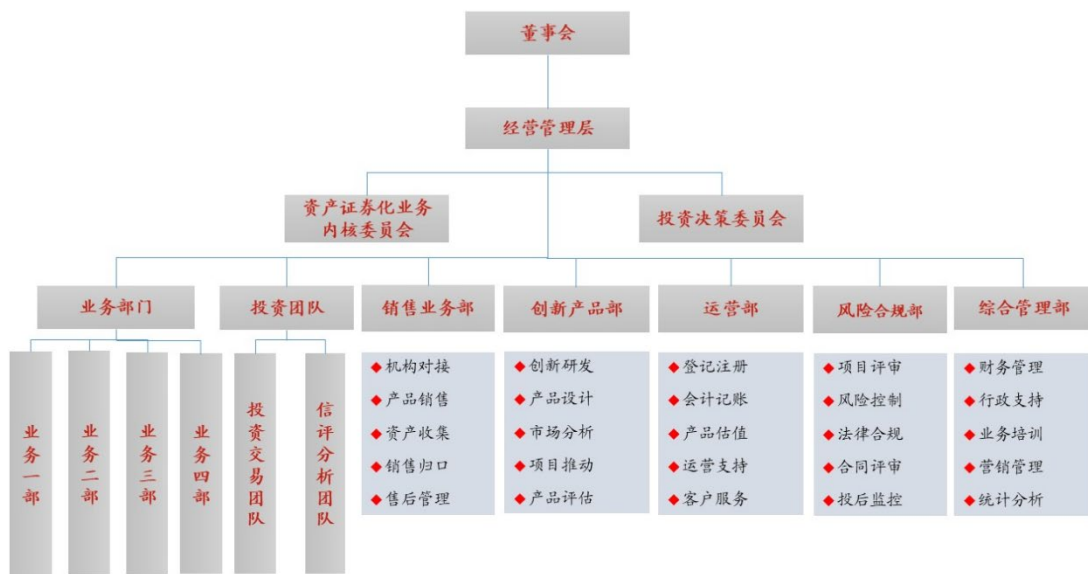 董事会
经营管理层
资产证券化业务
内核委员会
投资决策委员会
业务部门
投资团队
销售业务部
创新产品部
运营部
风险合规部
综合管理部
业务一部
业务二部
业务三部
业务四部
投资交易团队
信评分析团队
机构对接
产品销售
资产收集
销售归口
售后管理
创新研发
产品设计
市场分析
项目推动
产品评估
登记注册
会计记账
产品估值
运营支持
客户服务
项目评审
风险控制
法律合规
合同评审
投后监控
财务管理
行政支持
业务培训
营销管理
统计分析